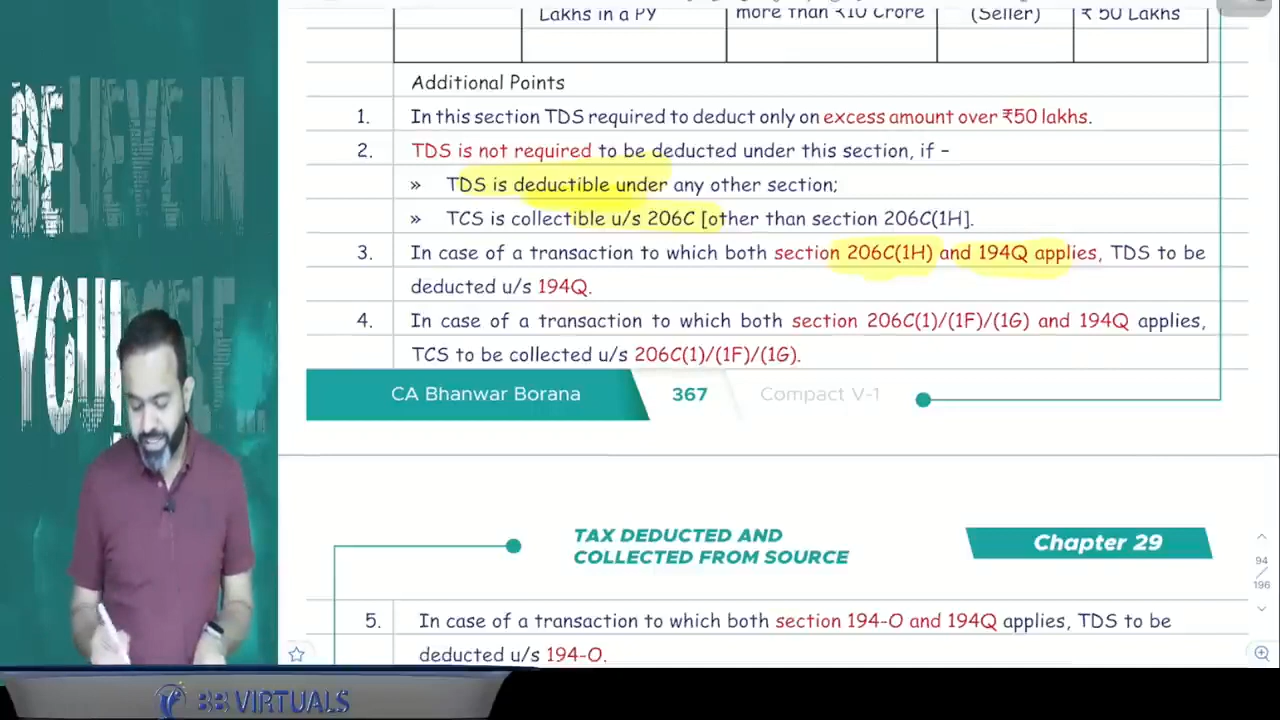 BELIEVE IN
YOURSELF
Lakhs in a PY
more than ₹10 Crore
(Seller)
₹ 50 Lakhs
Additional Points
1. In this section TDS required to deduct only on excess amount over ₹50 lakhs.
2. TDS is not required to be deducted under this section, if –
» TDS is deductible under any other section;
» TCS is collectible u/s 206C [other than section 206C(1H].
3. In case of a transaction to which both section 206C(1H) and 194Q applies, TDS to be
deducted u/s 194Q.
4. In case of a transaction to which both section 206C(1)/(1F)/(1G) and 194Q applies,
TCS to be collected u/s 206C(1)/(1F)/(1G).
CA Bhanwar Borana 367 Compact V-1
TAX DEDUCTED AND
COLLECTED FROM SOURCE
Chapter 29
94
/
196
5. In case of a transaction to which both section 194-O and 194Q applies, TDS to be
deducted u/s 194-O.
BB VIRTUALS